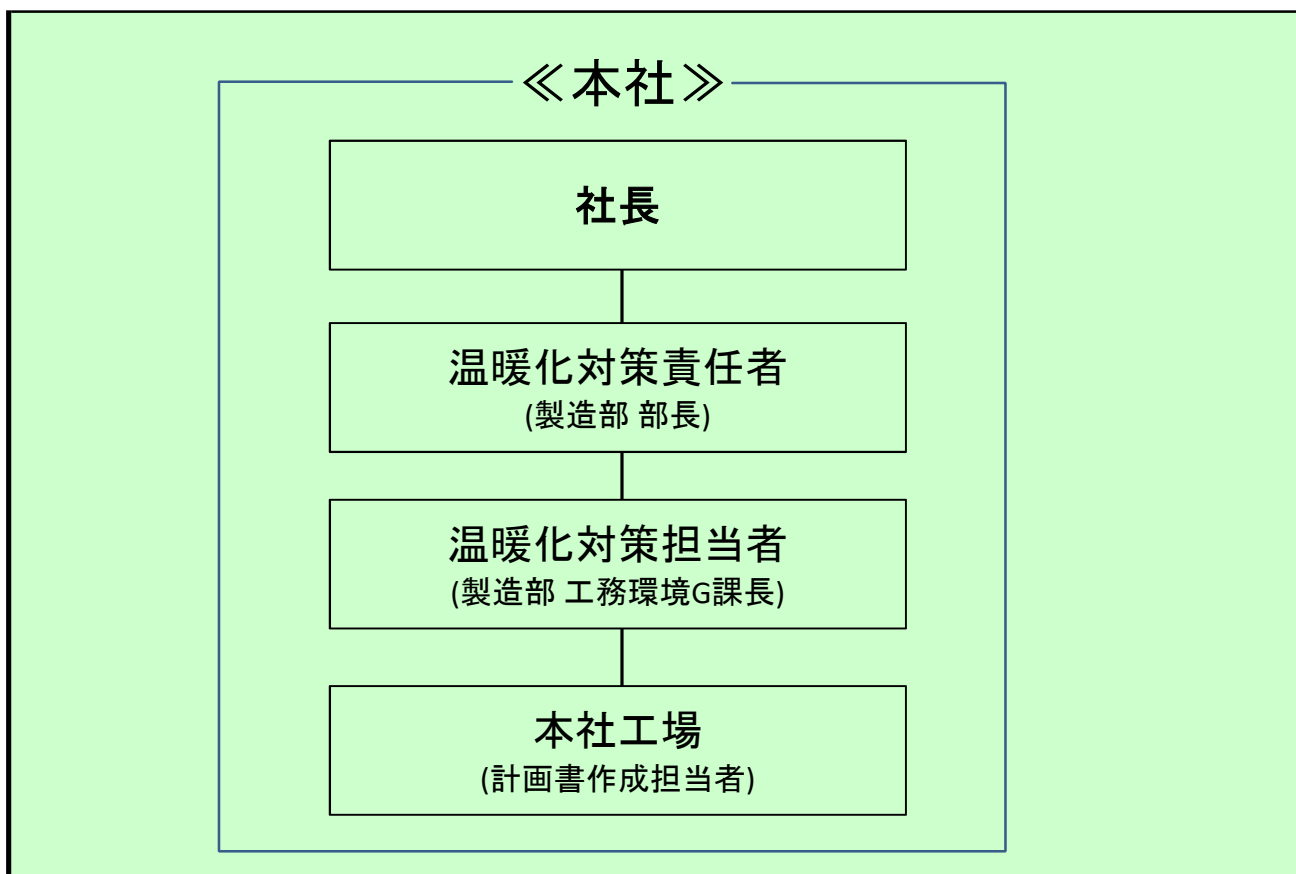 ≪本社≫
社長
温暖化対策責任者
(製造部 部長)
温暖化対策担当者
(製造部 工務環境G課長)
本社工場
(計画書作成担当者)